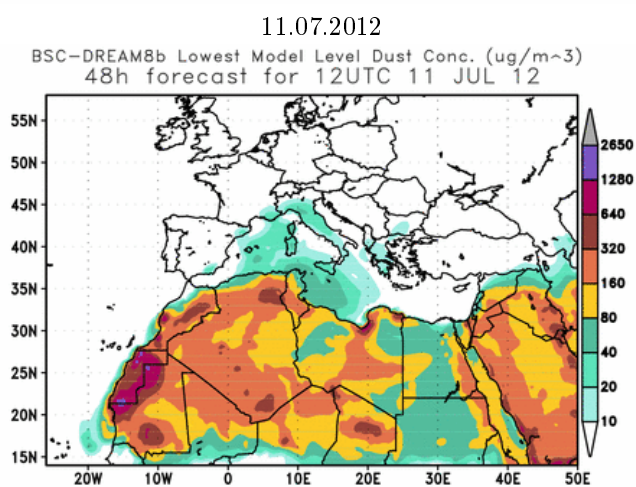 11.07.2012
BSC-DREAM8b Lowest Model Level Dust Conc. (ug/m^3)
48h forecast for 12UTC 11 JUL 12
55N
50N
45N
40N
35N
30N
25N
20N
15N
20W
10W
0
10E
20E
30E
40E
50E
2650
1280
640
320
160
80
40
20
10